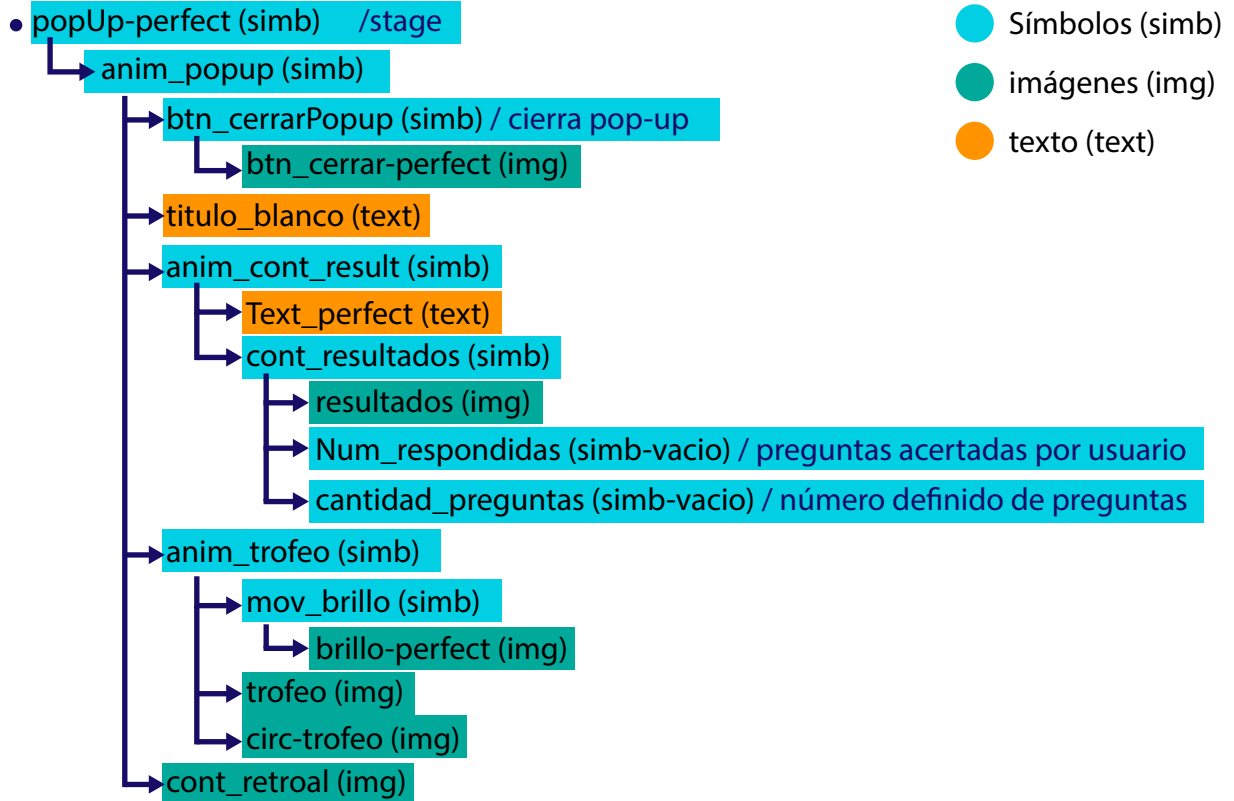 • popUp-perfect (simb) /stage
anim_popup (simb)
btn_cerrarPopup (simb) / cierra pop-up
btn_cerrar-perfect (img)
titulo_blanco (text)
anim_cont_result (simb)
Text_perfect (text)
cont_resultados (simb)
resultados (img)
Num_respondidas (simb-vacio) / preguntas acertadas por usuario
cantidad_preguntas (simb-vacio) / número definido de preguntas
anim_trofeo (simb)
mov_brillo (simb)
brillo-perfect (img)
trofeo (img)
circ-trofeo (img)
cont_retroal (img)
Símbolos (simb)
imágenes (img)
texto (text)